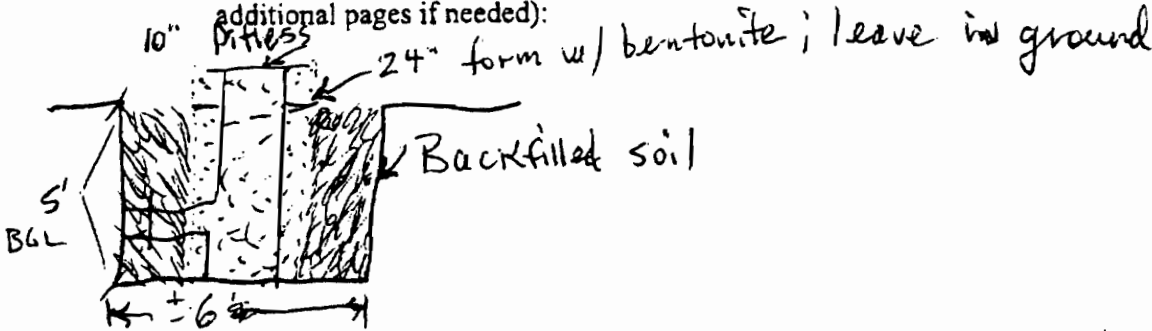 additional pages if needed):
10" Pitless
24" form w/ bentonite; leave in ground
Backfilled soil
5'
BGL
± 6'